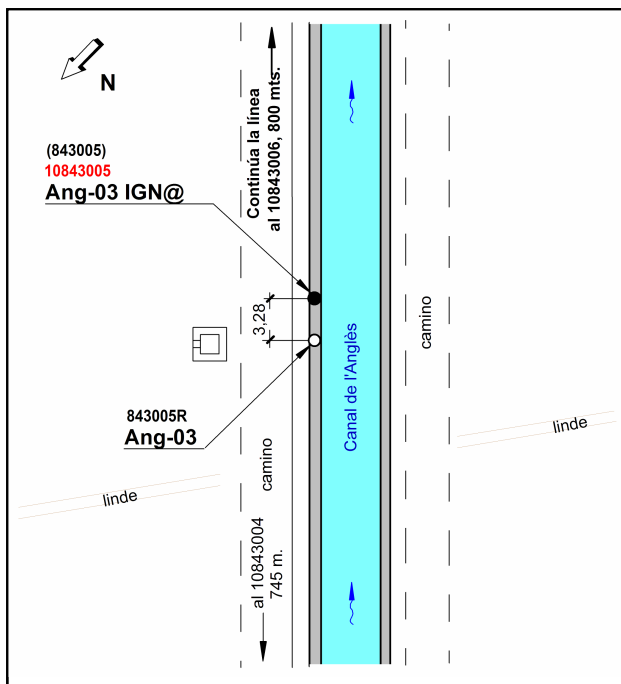 N
(843005)
10843005
Ang-03 IGN@
Continúa la línea
al 10843006, 800 mts.
3,28
camino
Canal de l'Anglès
843005R
Ang-03
linde
linde
camino
al 10843004
745 m.